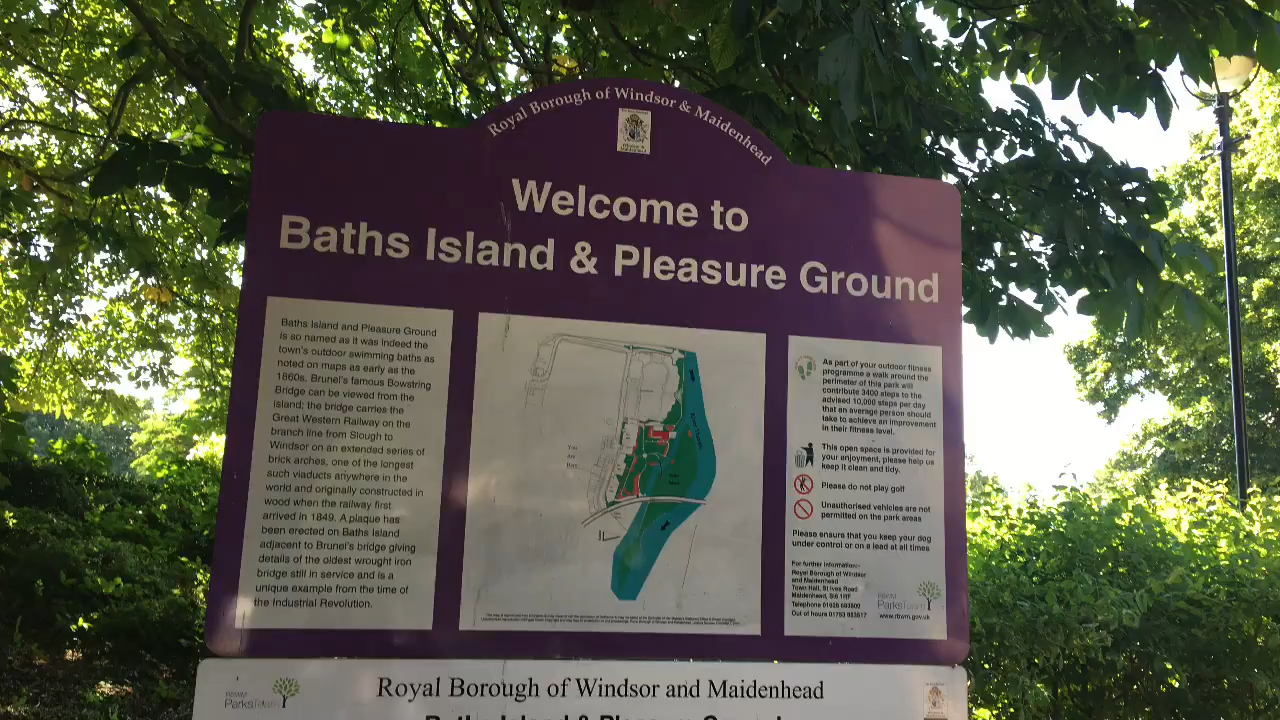 Royal Borough of Windsor & Maidenhead
Welcome to
Baths Island & Pleasure Ground
Baths Island and Pleasure Ground
is so named as it was indeed the
town's outdoor swimming baths as
noted on maps as early as the
1860s. Brunel's famous Bowstring
Bridge can be viewed from the
island; the bridge carries the
Great Western Railway on the
branch line from Slough to
Windsor on an extended series of
brick arches, one of the longest
such viaducts anywhere in the
world and originally constructed in
wood when the railway first
arrived in 1849. A plaque has
been erected on Baths Island
adjacent to Brunel's bridge giving
details of the oldest wrought iron
bridge still in service and is a
unique example from the time of
the Industrial Revolution.
You
Are
Here
As part of your outdoor fitness
programme a walk around the
perimeter of this park will
contribute 3400 steps to the
advised 10,000 steps per day
that an average person should
take to achieve an improvement
in their fitness level.
This open space is provided for
your enjoyment, please help us
keep it clean and tidy.
Please do not play golf
Unauthorised vehicles are not
permitted on the park areas
Please ensure that you keep your dog
under control or on a lead at all times
For further information:-
Royal Borough of Windsor
and Maidenhead
Town Hall, St Ives Road
Maidenhead, Sl6 1RF
Telephone 01628 683800
Out of hours 01753 853517
RBWM
ParksTeam
www.rbwm.gov.uk
RBWM
ParksTeam
Royal Borough of Windsor and Maidenhead
Baths Island & Pleasure Ground